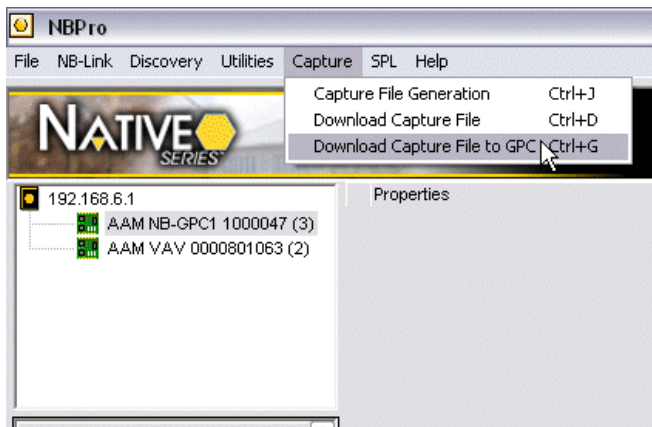 NBPro
File NB-Link Discovery Utilities Capture SPL Help
Capture File Generation Ctrl+J
Download Capture File Ctrl+D
Download Capture File to GPC Ctrl+G
NATIVE
SERIES
192.168.6.1
Properties
AAM NB-GPC1 1000047 (3)
AAM VAV 0000801063 (2)